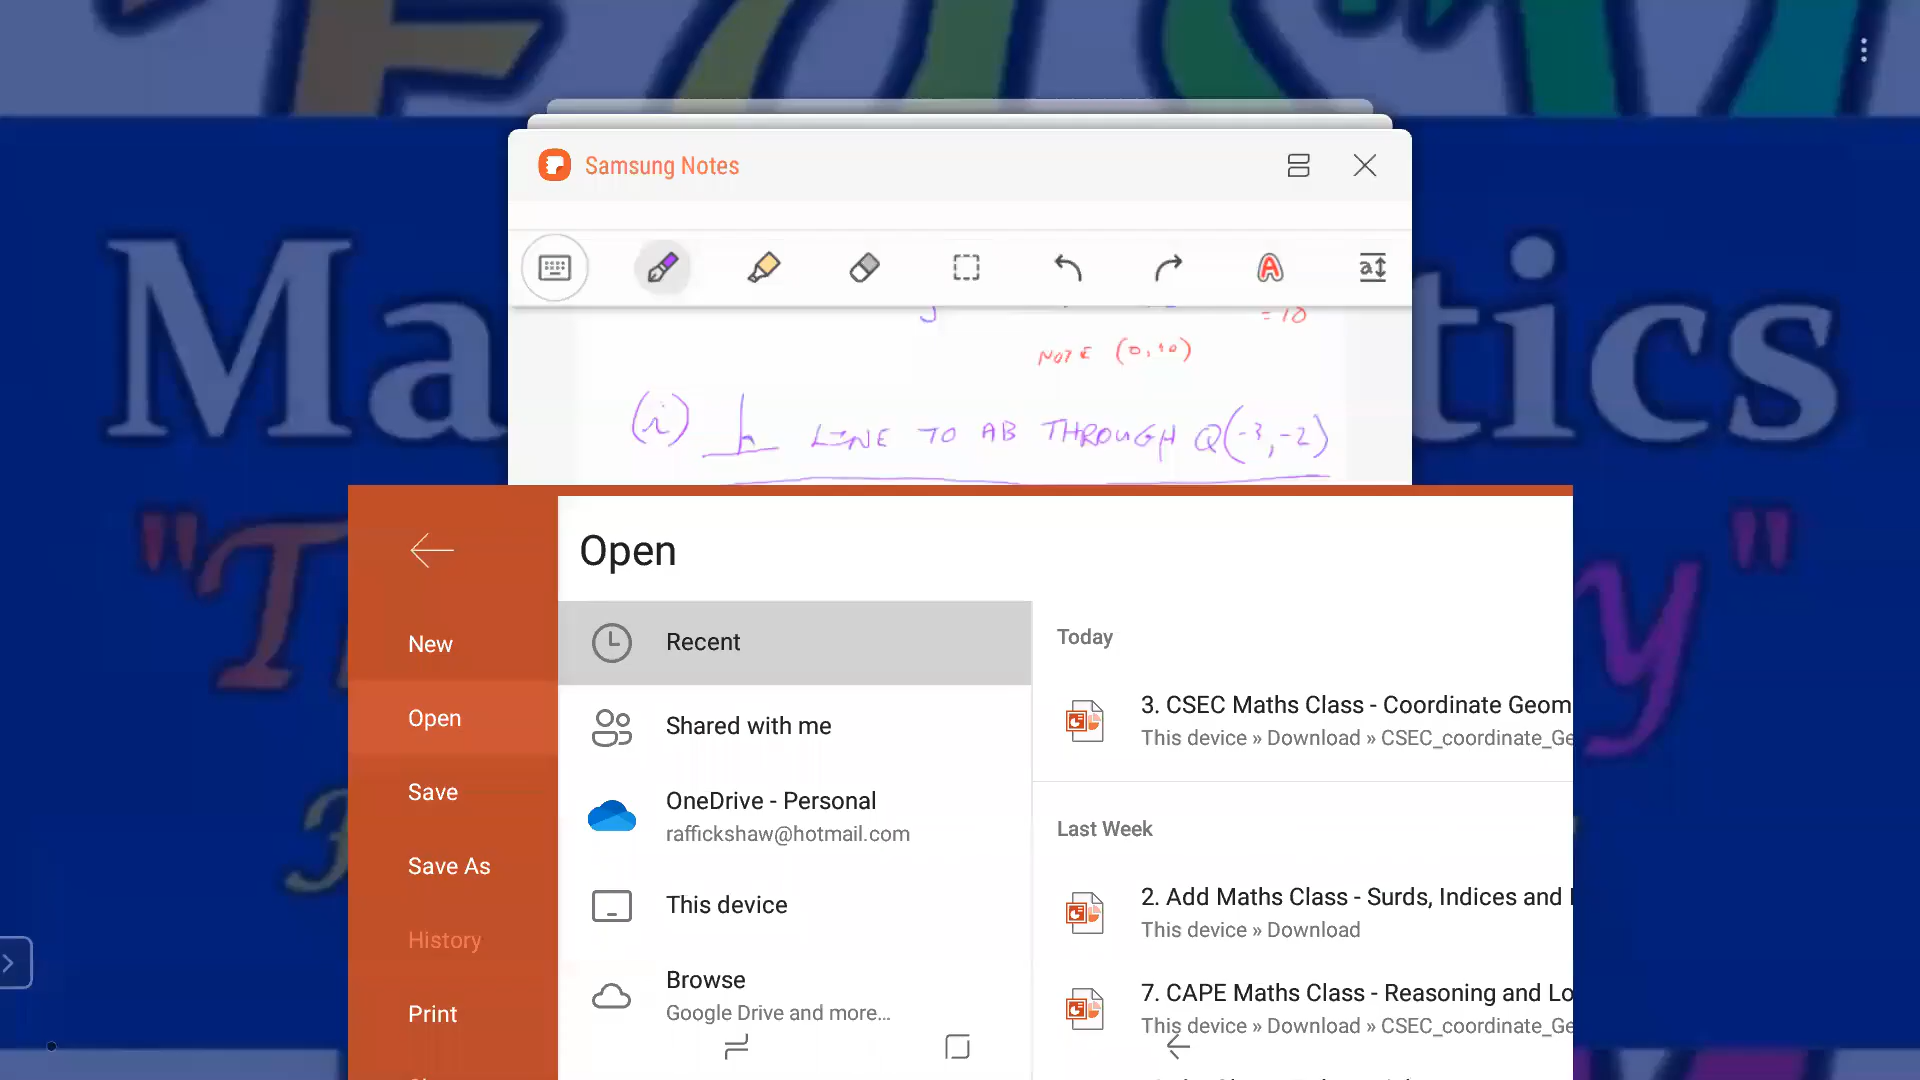 Samsung Notes
= 10
NOTE (0,10)
(i) LINE TO AB THROUGH Q(-3,-2)
Ma tics
"T y"
Open
New
Open
Save
Save As
History
Print
Recent
Shared with me
OneDrive - Personal
raffickshaw@hotmail.com
This device
Browse
Google Drive and more...
Today
3. CSEC Maths Class - Coordinate Geom
This device » Download » CSEC_coordinate_Ge
Last Week
2. Add Maths Class - Surds, Indices and
This device » Download
7. CAPE Maths Class - Reasoning and Lo
This device » Download » CSEC_coordinate_Ge